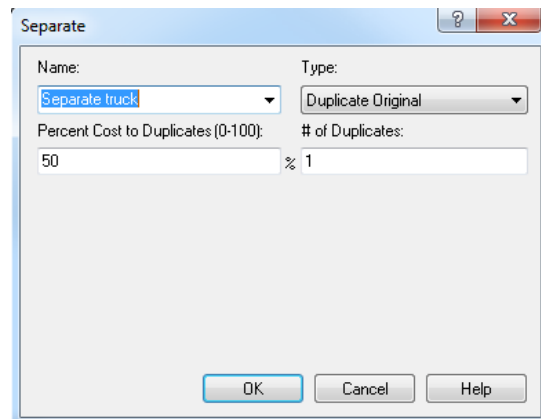 Separate
Name: Type:
Separate truck Duplicate Original
Percent Cost to Duplicates (0-100): # of Duplicates:
50 % 1
OK Cancel Help